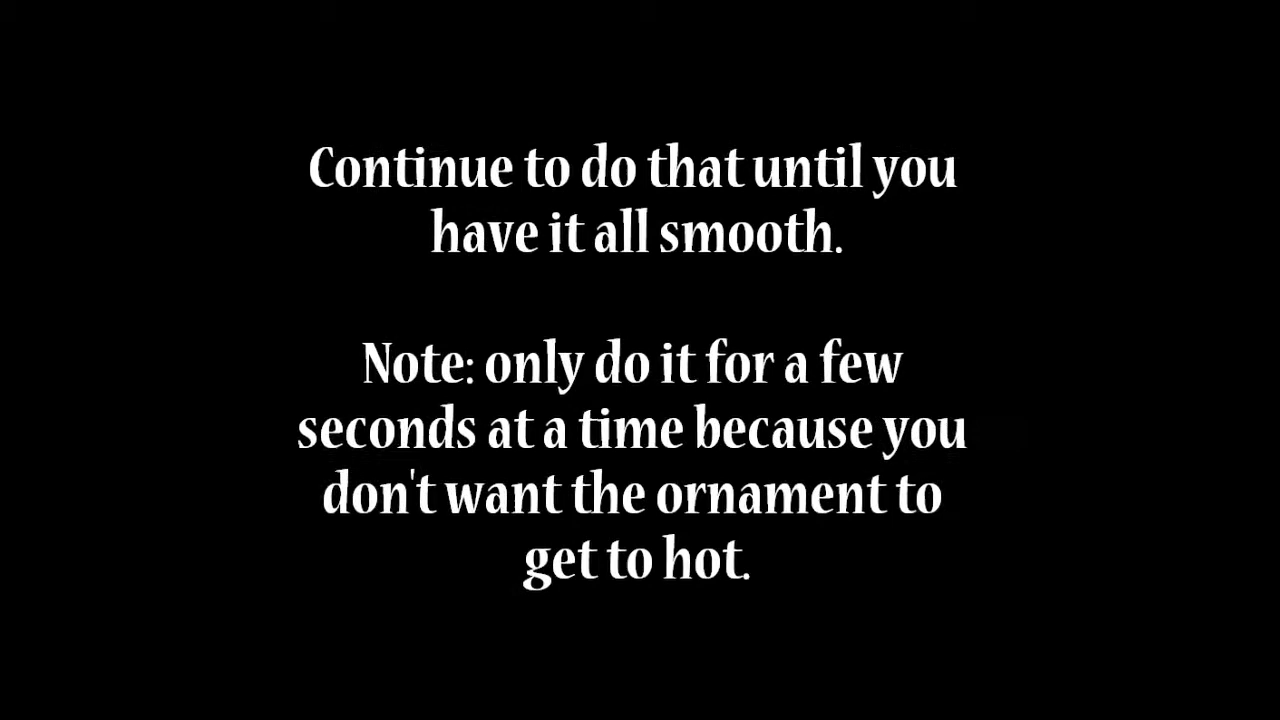 Continue to do that until you
have it all smooth.
Note: only do it for a few
seconds at a time because you
don't want the ornament to
get to hot.